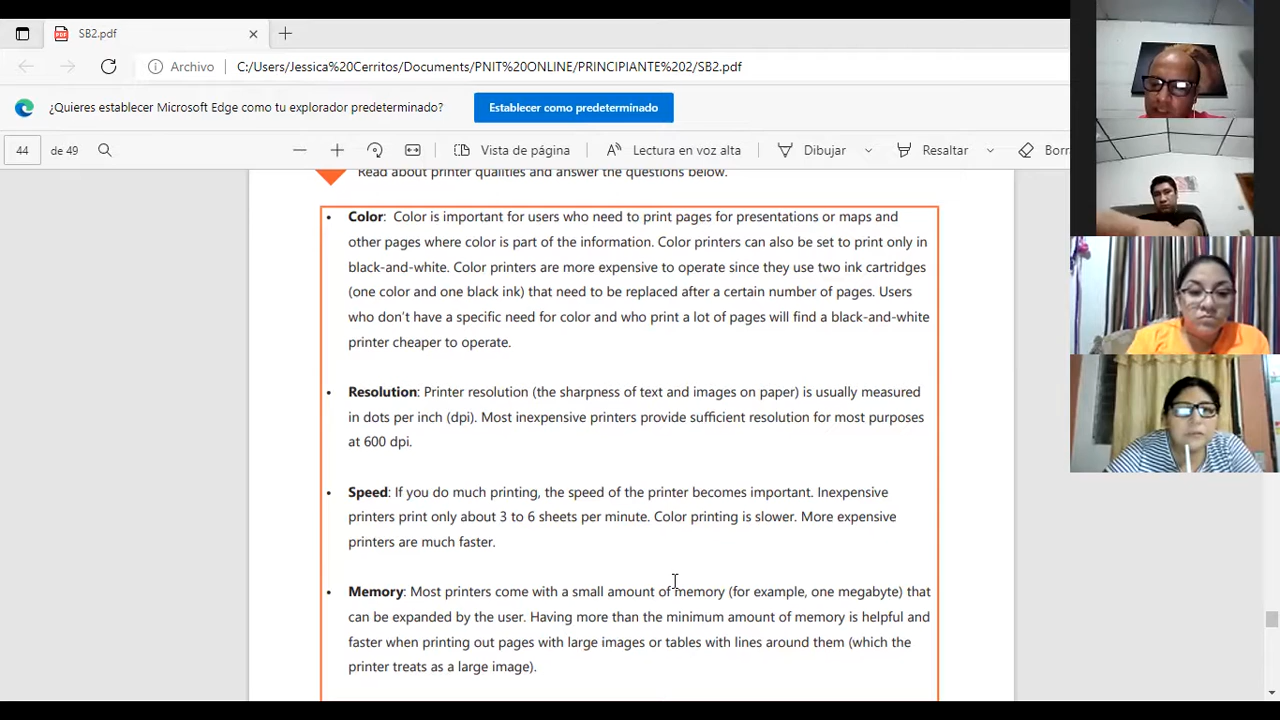 SB2.pdf
Archivo C:/Users/Jessica%20Cerritos/Documents/PNIT%20ONLINE/PRINCIPIANTE%202/SB2.pdf
¿Quieres establecer Microsoft Edge como tu explorador predeterminado? Establecer como predeterminado
44 de 49 Vista de página Lectura en voz alta Dibujar Resaltar Borr
Read about printer qualities and answer the questions below.
• Color: Color is important for users who need to print pages for presentations or maps and
other pages where color is part of the information. Color printers can also be set to print only in
black-and-white. Color printers are more expensive to operate since they use two ink cartridges
(one color and one black ink) that need to be replaced after a certain number of pages. Users
who don't have a specific need for color and who print a lot of pages will find a black-and-white
printer cheaper to operate.
• Resolution: Printer resolution (the sharpness of text and images on paper) is usually measured
in dots per inch (dpi). Most inexpensive printers provide sufficient resolution for most purposes
at 600 dpi.
• Speed: If you do much printing, the speed of the printer becomes important. Inexpensive
printers print only about 3 to 6 sheets per minute. Color printing is slower. More expensive
printers are much faster.
• Memory: Most printers come with a small amount of memory (for example, one megabyte) that
can be expanded by the user. Having more than the minimum amount of memory is helpful and
faster when printing out pages with large images or tables with lines around them (which the
printer treats as a large image).